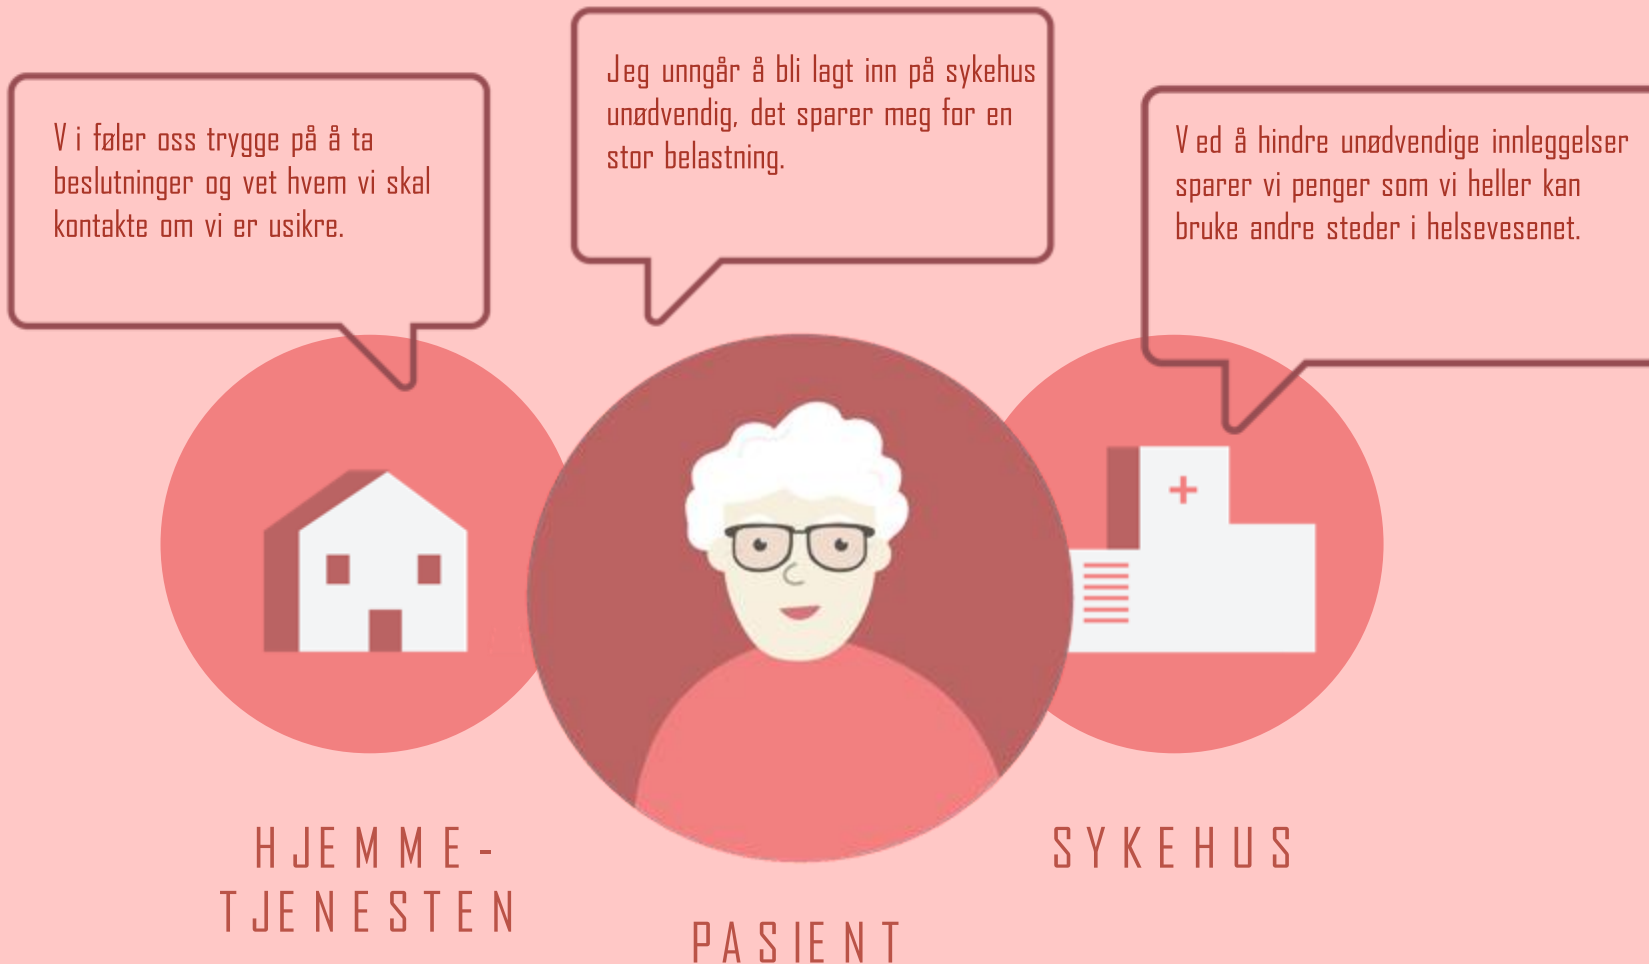 Vi føler oss trygge på å ta
beslutninger og vet hvem vi skal
kontakte om vi er usikre.
Jeg unngår å bli lagt inn på sykehus
unødvendig, det sparer meg for en
stor belastning.
Ved å hindre unødvendige innleggelser
sparer vi penger som vi heller kan
bruke andre steder i helsevesenet.
HJEMME-
TJENESTEN
PASIENT
SYKEHUS